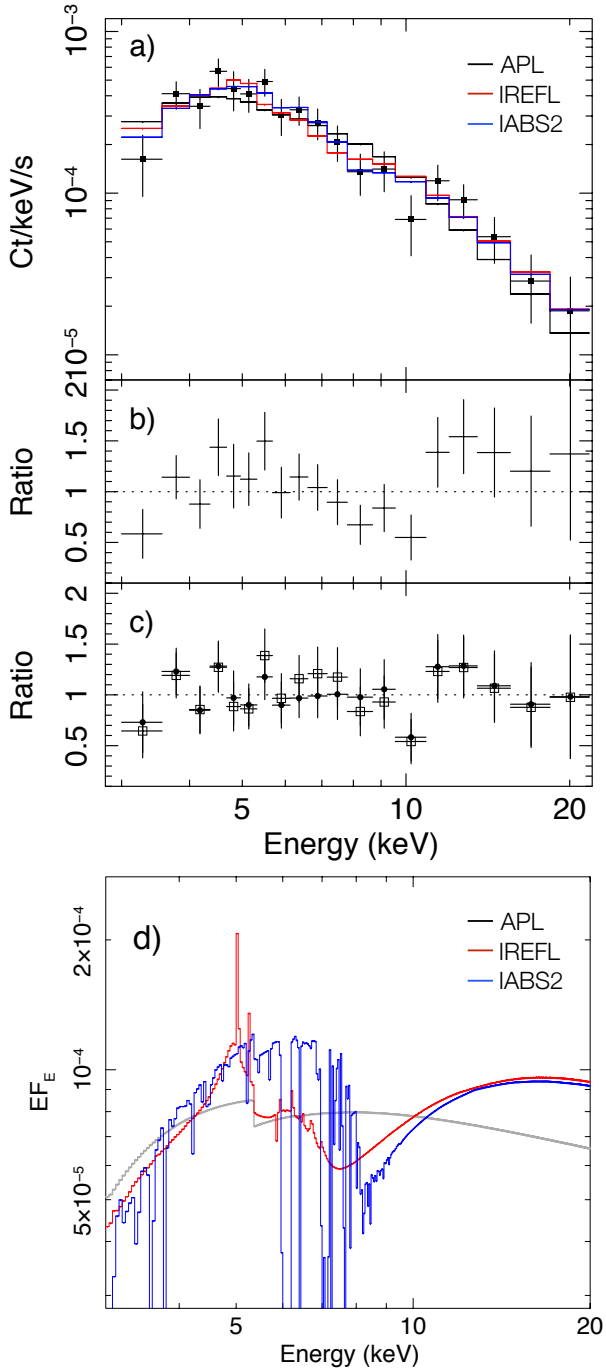 a)
APL
IREFL
IABS2
Ct/keV/s
10⁻³
10⁻⁴
2×10⁻⁵
b)
Ratio
2
1.5
1
0.5
c)
Ratio
2
1.5
1
0.5
5 10 20
Energy (keV)
d)
APL
IREFL
IABS2
EF_E
2×10⁻⁴
10⁻⁴
5×10⁻⁵
5 10 20
Energy (keV)